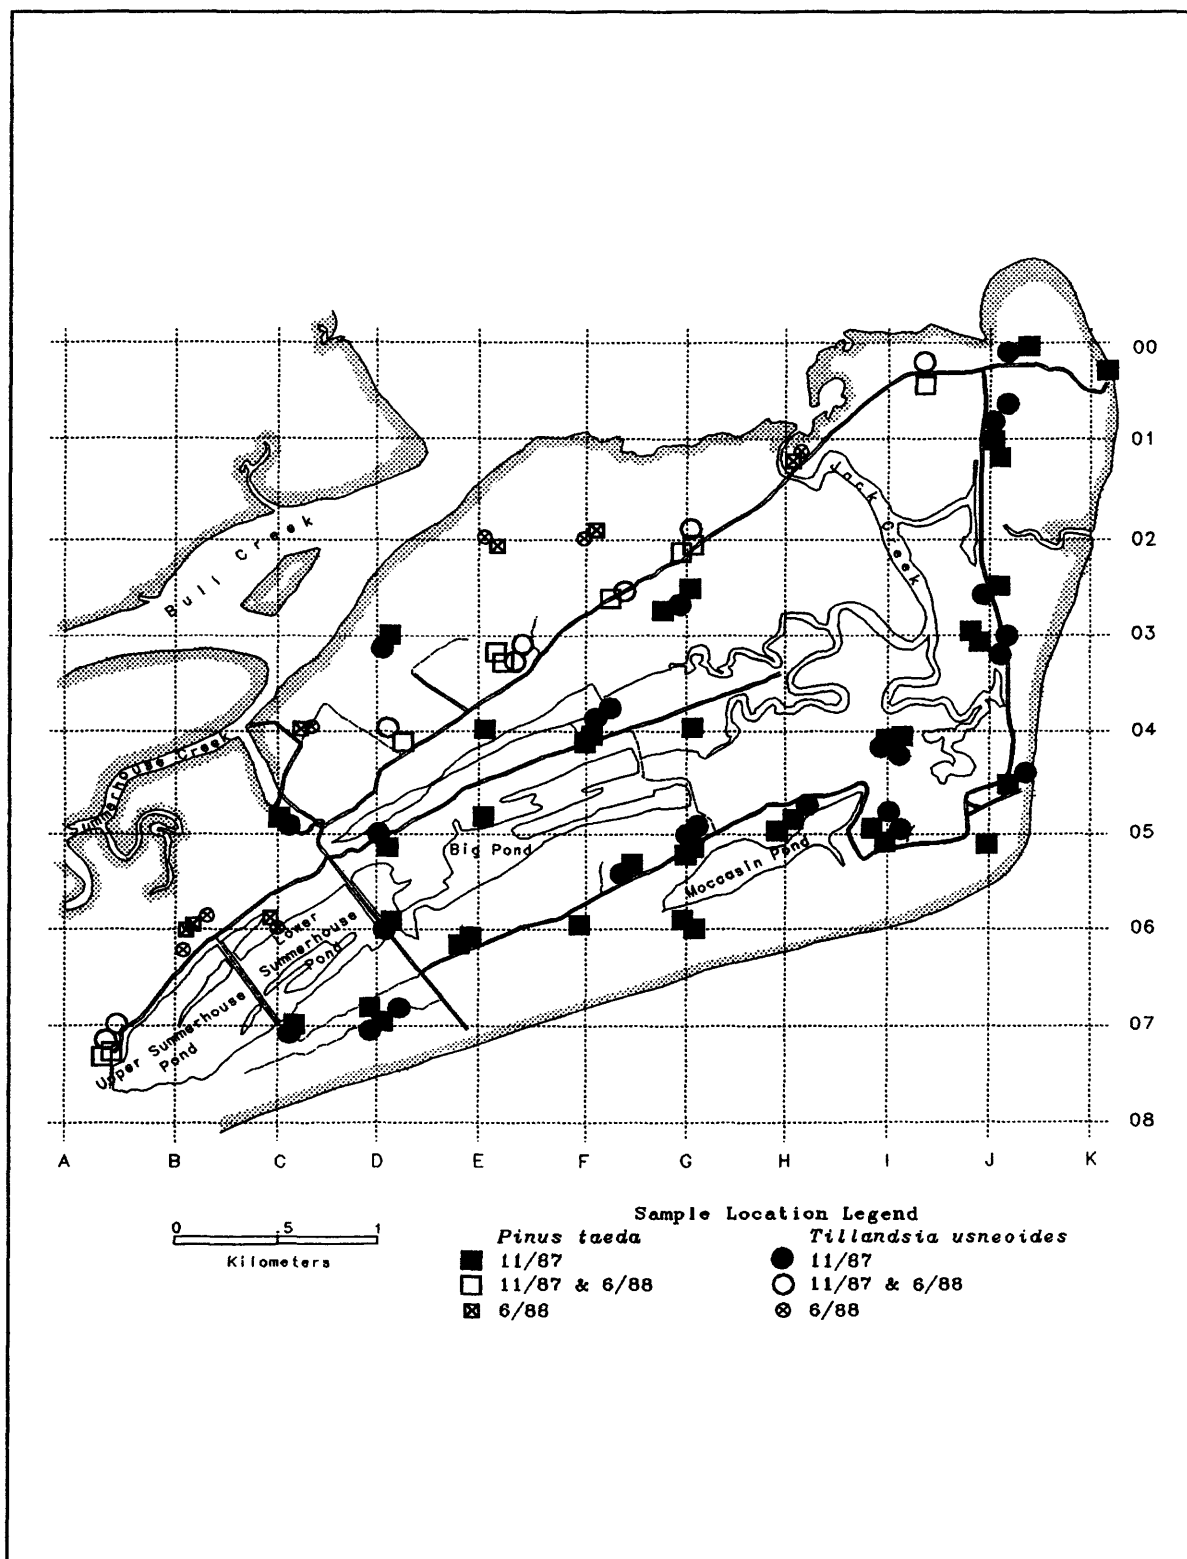 00
01
Jack Creek
Bull Creek
02
03
04
Summerhouse Creek
05
Big Pond
Moccasin Pond
06
Lower
Summerhouse
Pond
07
Upper Summerhouse
Pond
08
A B C D E F G H I J K
0 .5 1
Kilometers
Sample Location Legend
Pinus taeda Tillandsia usneoides
11/87 11/87
11/87 & 6/88 11/87 & 6/88
6/88 6/88